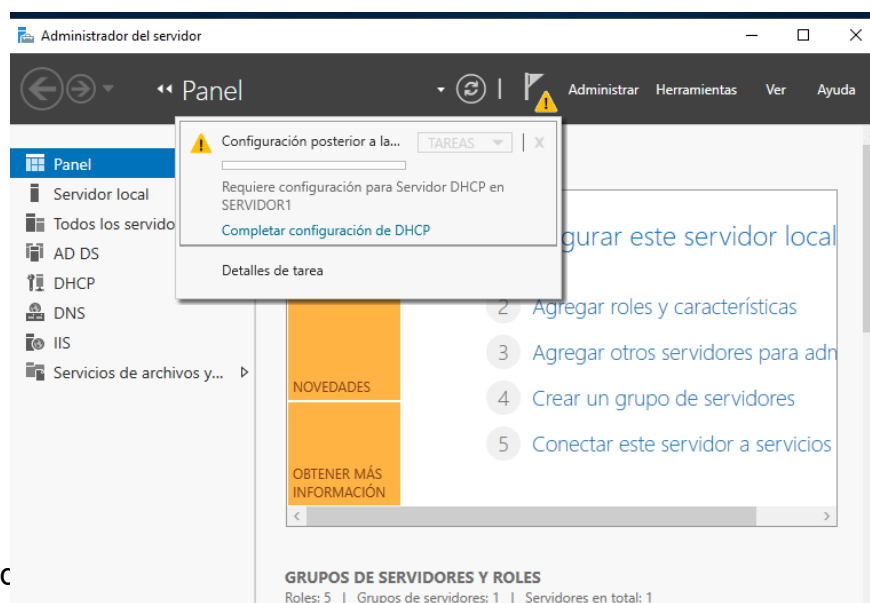 Administrador del servidor
Panel
Administrar Herramientas Ver Ayuda
Configuración posterior a la... TAREAS X
Requiere configuración para Servidor DHCP en
SERVIDOR1
Completar configuración de DHCP
Detalles de tarea
Panel
Servidor local
Todos los servido
AD DS
DHCP
DNS
IIS
Servicios de archivos y...
gurar este servidor local
2 Agregar roles y características
3 Agregar otros servidores para adn
4 Crear un grupo de servidores
5 Conectar este servidor a servicios
NOVEDADES
OBTENER MÁS
INFORMACIÓN
GRUPOS DE SERVIDORES Y ROLES
Roles: 5 | Grupos de servidores: 1 | Servidores en total: 1